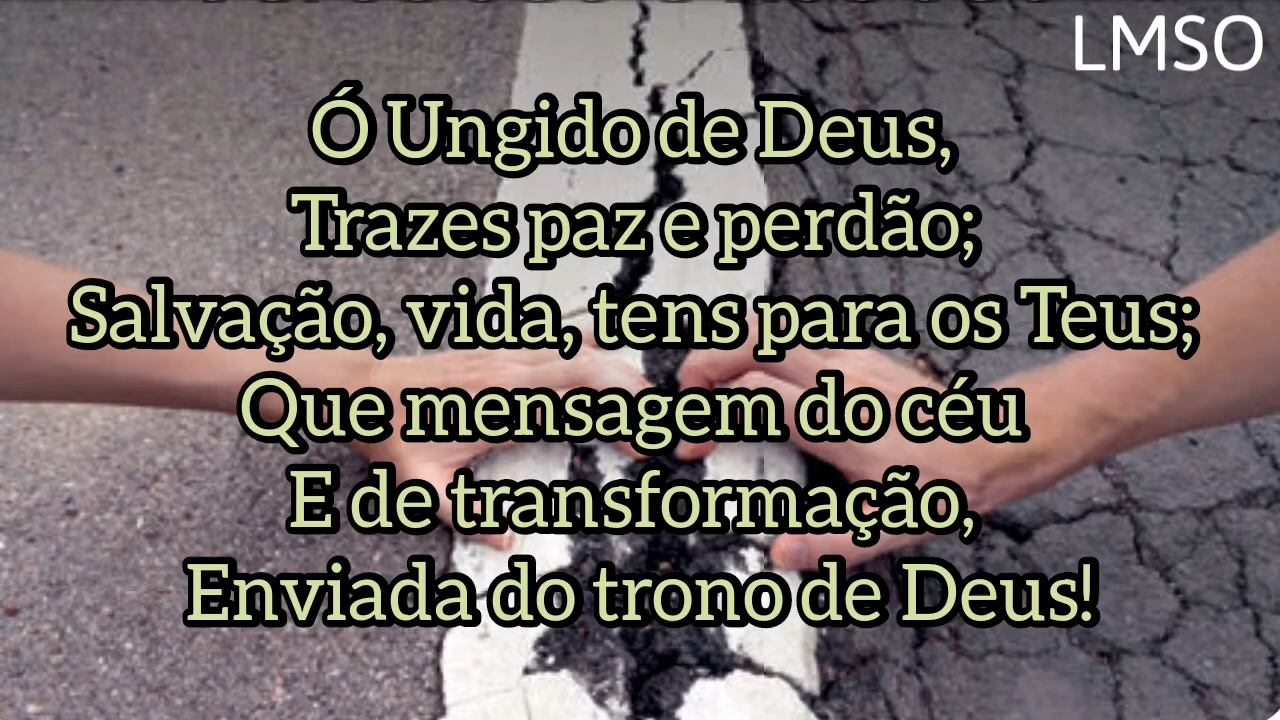 LMSO
Ó Ungido de Deus,
Trazes paz e perdão;
Salvação, vida, tens para os Teus;
Que mensagem do céu
E de transformação,
Enviada do trono de Deus!